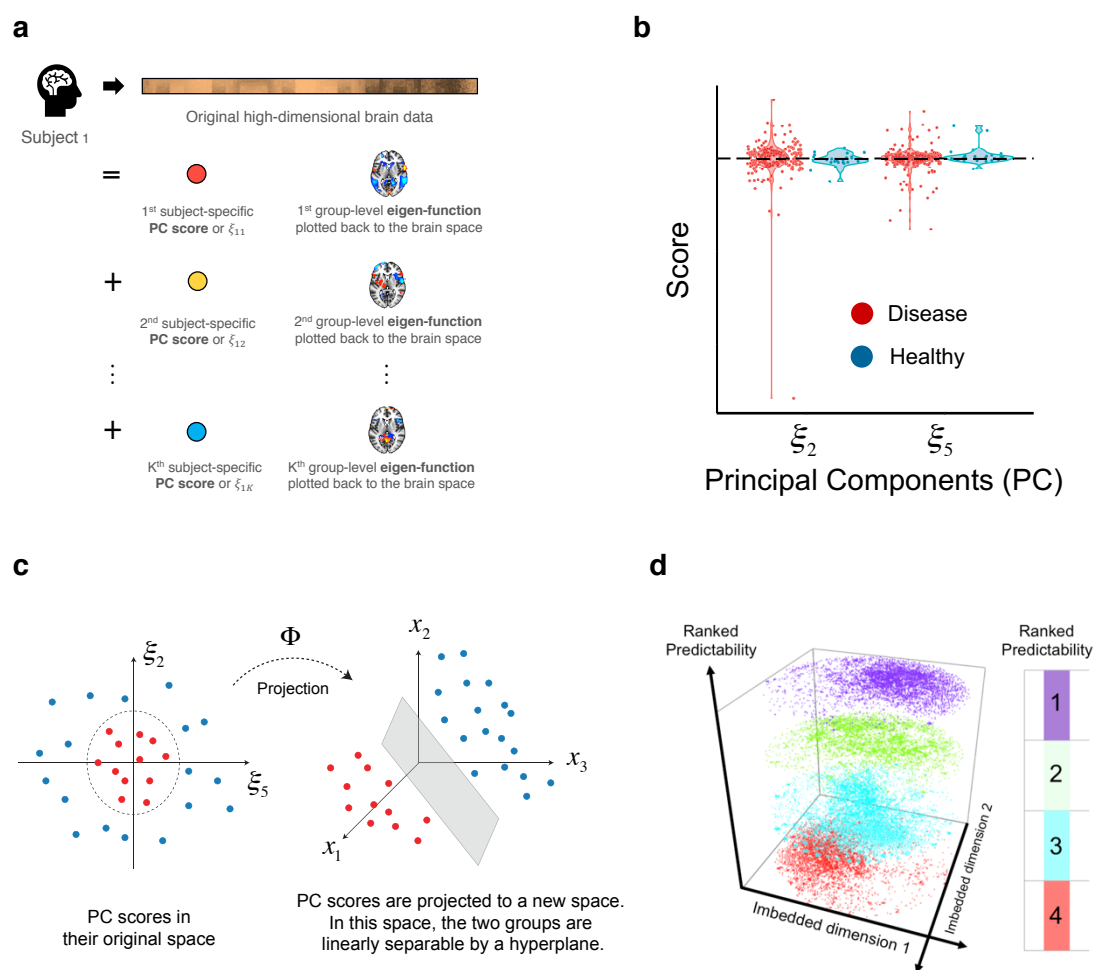 a
Subject 1
Original high-dimensional brain data
=
1st subject-specific
PC score or ξ11
1st group-level eigen-function
plotted back to the brain space
+
2nd subject-specific
PC score or ξ12
2nd group-level eigen-function
plotted back to the brain space
⋮ ⋮
+
Kth subject-specific
PC score or ξ1K
Kth group-level eigen-function
plotted back to the brain space
b
Score
Disease
Healthy
ξ2 ξ5
Principal Components (PC)
c
ξ2
ξ5
Φ
Projection
x2
x3
x1
PC scores in
their original space
PC scores are projected to a new space.
In this space, the two groups are
linearly separable by a hyperplane.
d
Ranked
Predictability
Imbedded dimension 1
Imbedded dimension 2
Ranked
Predictability
1
2
3
4